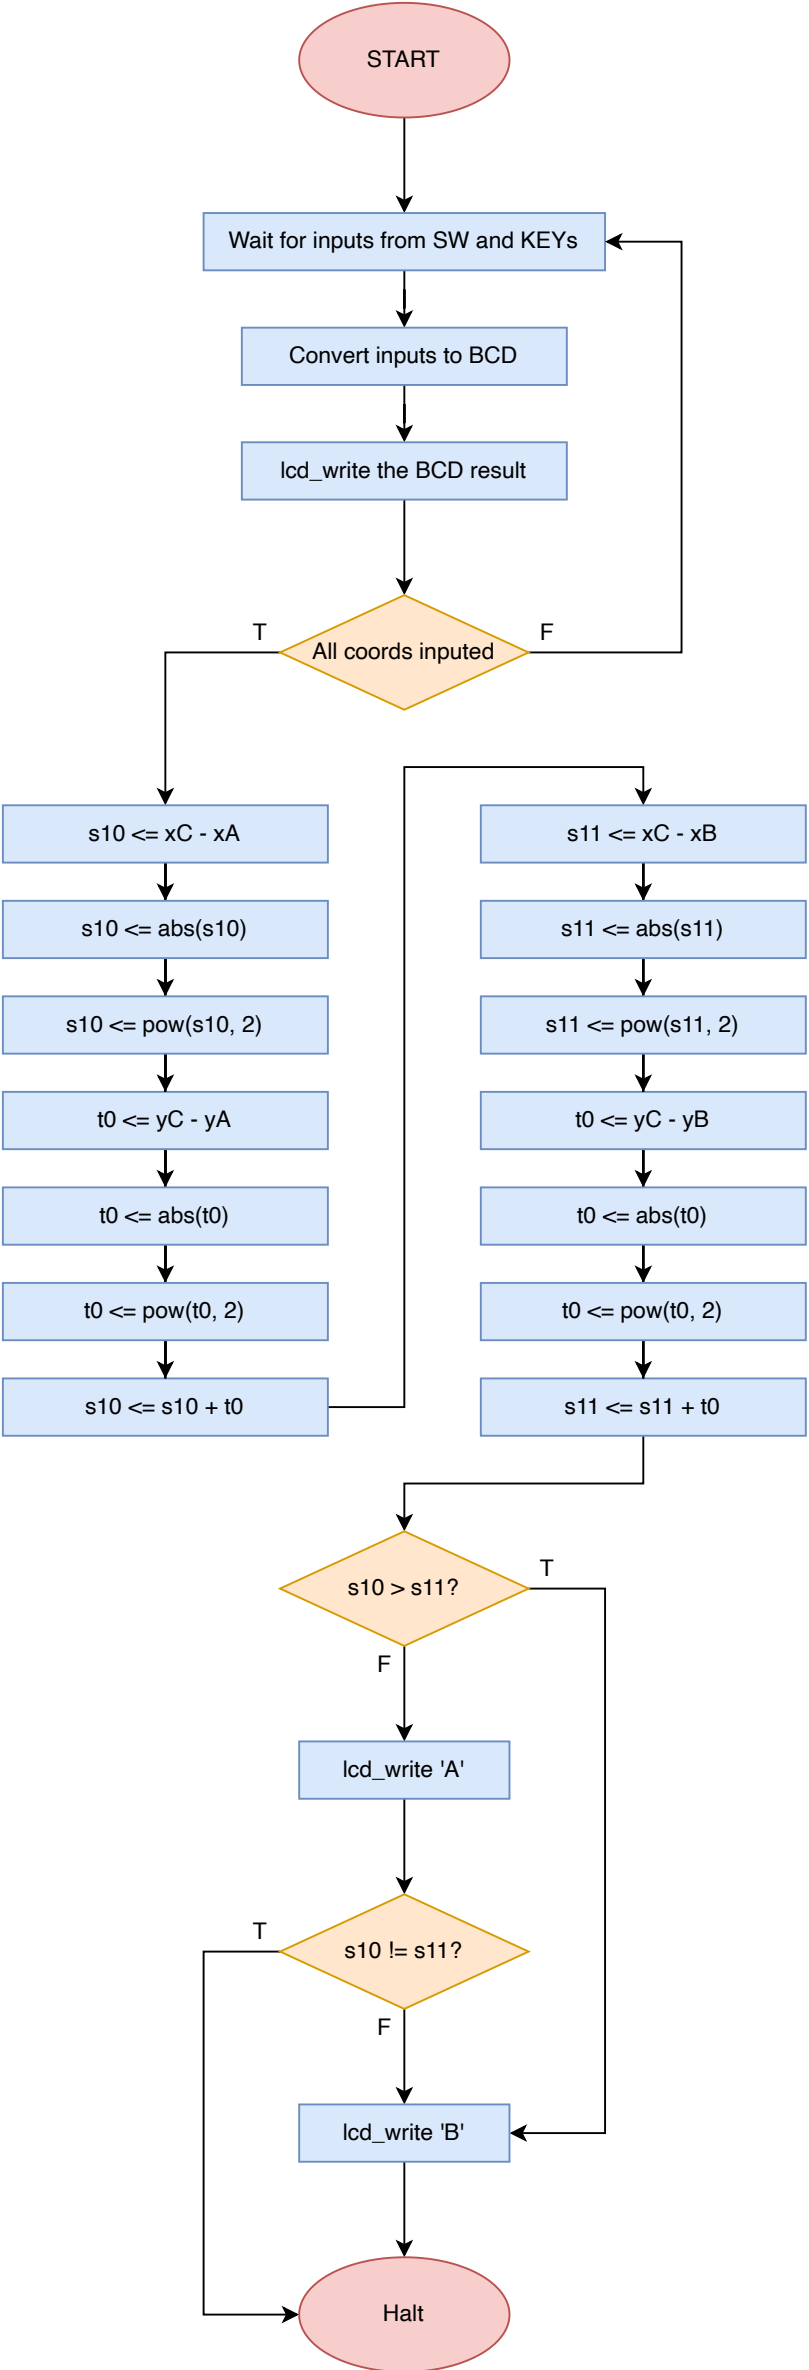 START
Wait for inputs from SW and KEYs
Convert inputs to BCD
lcd_write the BCD result
T
F
All coords inputed
s10 <= xC - xA
s10 <= abs(s10)
s10 <= pow(s10, 2)
t0 <= yC - yA
t0 <= abs(t0)
t0 <= pow(t0, 2)
s10 <= s10 + t0
s11 <= xC - xB
s11 <= abs(s11)
s11 <= pow(s11, 2)
t0 <= yC - yB
t0 <= abs(t0)
t0 <= pow(t0, 2)
s11 <= s11 + t0
s10 > s11?
T
F
lcd_write 'A'
T
s10 != s11?
F
lcd_write 'B'
Halt